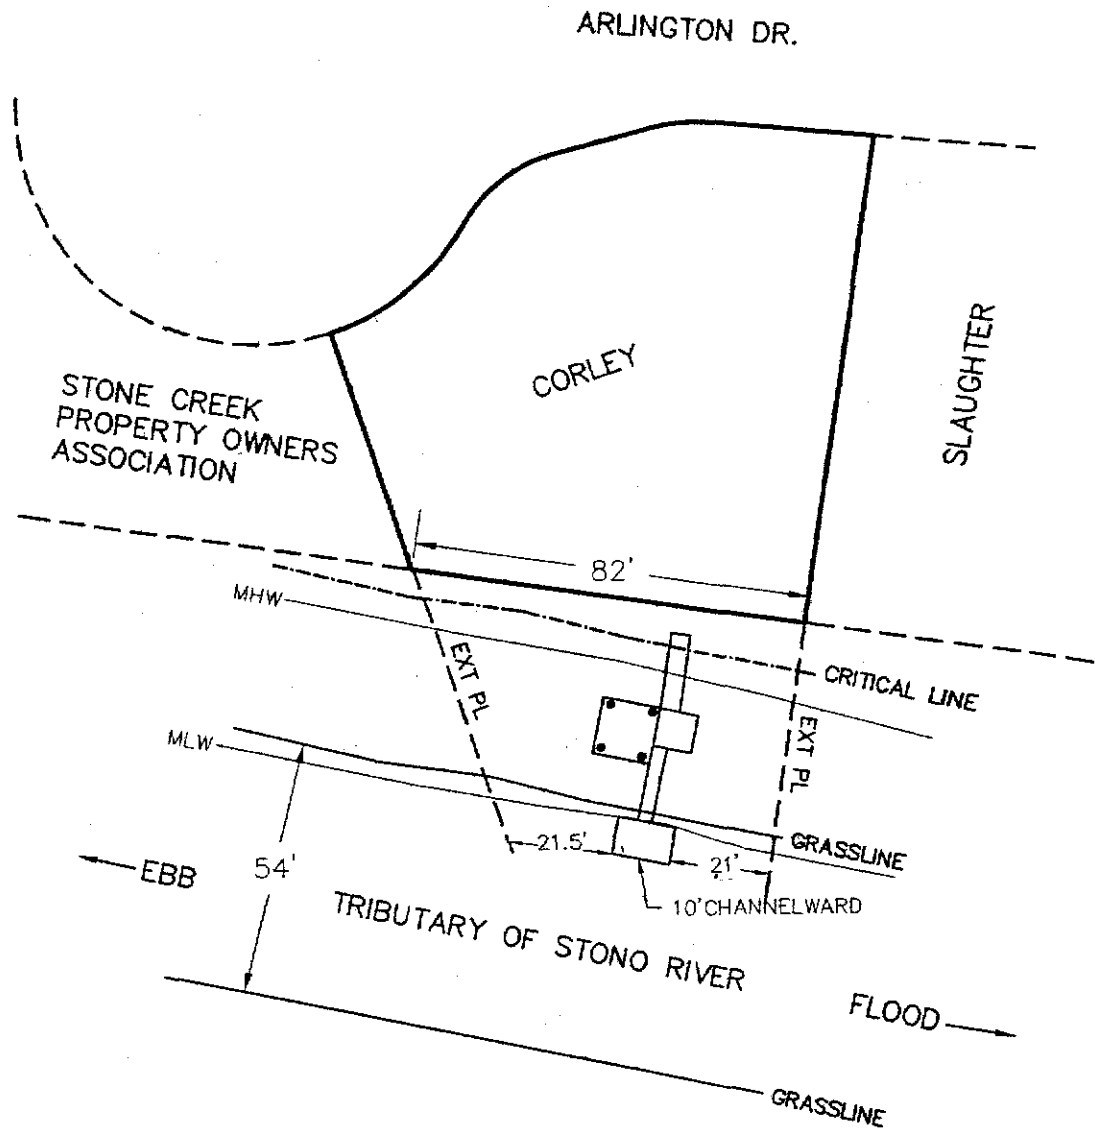 ARLINGTON DR.
CORLEY
SLAUGHTER
STONE CREEK
PROPERTY OWNERS
ASSOCIATION
82'
MHW
EXT PL
CRITICAL LINE
EXT PL
MLW
21.5'
21'
GRASSLINE
10'CHANNELWARD
EBB
54'
TRIBUTARY OF STONO RIVER
FLOOD
GRASSLINE